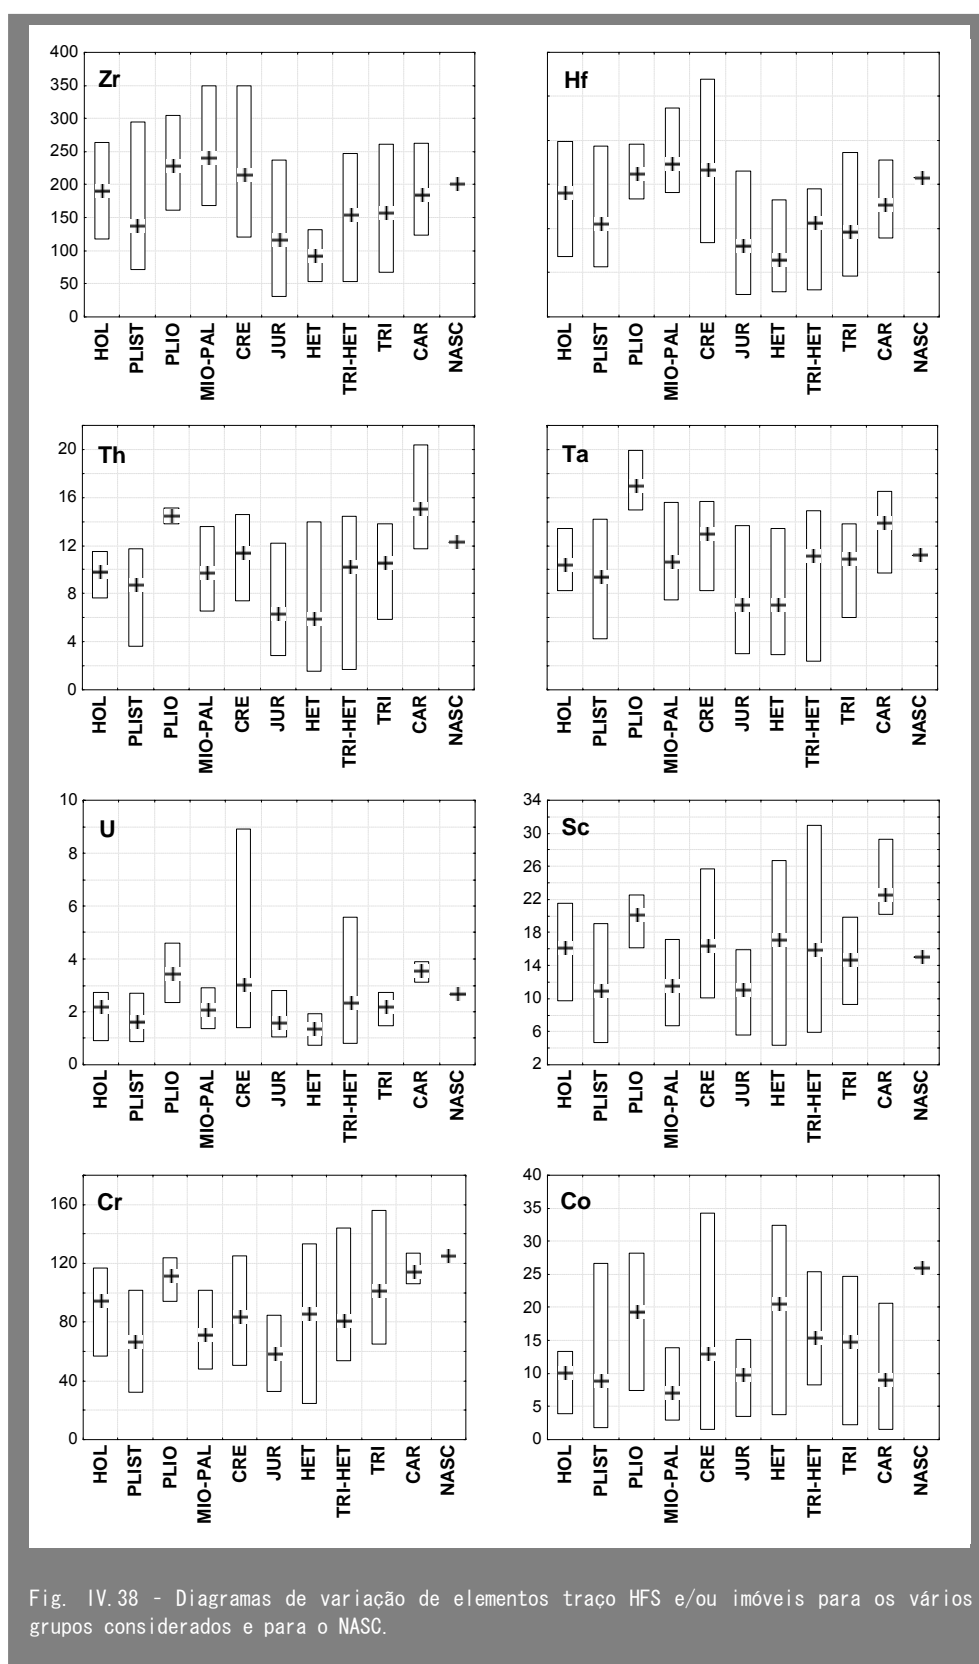 Zr
400
350
300
250
200
150
100
50
0
HOL
PLIST
PLIO
MIO-PAL
CRE
JUR
HET
TRI-HET
TRI
CAR
NASC
Hf
HOL
PLIST
PLIO
MIO-PAL
CRE
JUR
HET
TRI-HET
TRI
CAR
NASC
Th
20
16
12
8
4
0
HOL
PLIST
PLIO
MIO-PAL
CRE
JUR
HET
TRI-HET
TRI
CAR
NASC
Ta
HOL
PLIST
PLIO
MIO-PAL
CRE
JUR
HET
TRI-HET
TRI
CAR
NASC
U
10
8
6
4
2
0
HOL
PLIST
PLIO
MIO-PAL
CRE
JUR
HET
TRI-HET
TRI
CAR
NASC
Sc
34
30
26
22
18
14
10
6
2
HOL
PLIST
PLIO
MIO-PAL
CRE
JUR
HET
TRI-HET
TRI
CAR
NASC
Cr
160
120
80
40
0
HOL
PLIST
PLIO
MIO-PAL
CRE
JUR
HET
TRI-HET
TRI
CAR
NASC
Co
40
35
30
25
20
15
10
5
0
HOL
PLIST
PLIO
MIO-PAL
CRE
JUR
HET
TRI-HET
TRI
CAR
NASC
Fig. IV.38 - Diagramas de variação de elementos traço HFS e/ou imóveis para os vários
grupos considerados e para o NASC.